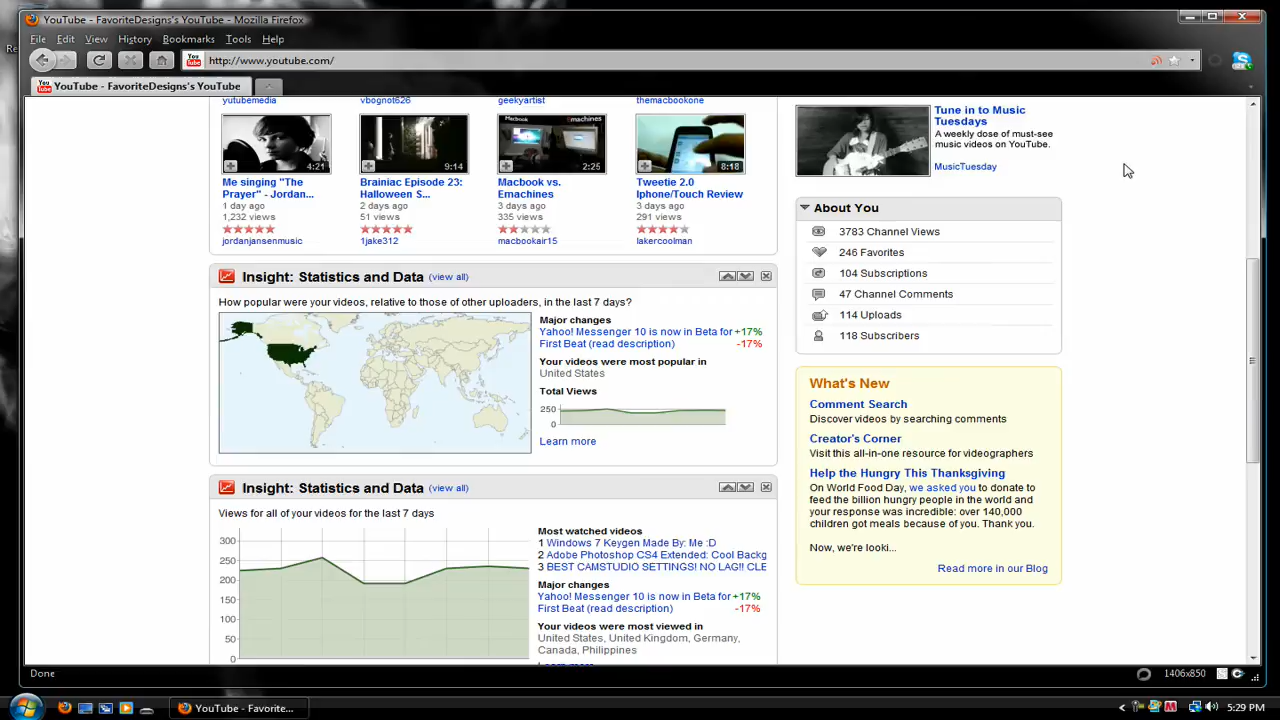 YouTube - FavoriteDesigns's YouTube - Mozilla Firefox
File Edit View History Bookmarks Tools Help
http://www.youtube.com/
YouTube - FavoriteDesigns's YouTube
yutubemedia
vbognot626
geekyartist
themacbookone
4:21
Me singing "The
Prayer" - Jordan...
1 day ago
1,232 views
jordanjansenmusic
9:14
Brainiac Episode 23:
Halloween S...
2 days ago
51 views
1jake312
2:25
Macbook vs.
Emachines
3 days ago
335 views
macbookair15
8:18
Tweetie 2.0
Iphone/Touch Review
3 days ago
291 views
lakercoolman
Insight: Statistics and Data (view all)
How popular were your videos, relative to those of other uploaders, in the last 7 days?
Major changes
Yahoo! Messenger 10 is now in Beta for +17%
First Beat (read description) -17%
Your videos were most popular in
United States
Total Views
250
0
Learn more
Insight: Statistics and Data (view all)
Views for all of your videos for the last 7 days
300
250
200
150
100
50
0
Most watched videos
1 Windows 7 Keygen Made By: Me :D
2 Adobe Photoshop CS4 Extended: Cool Backg
3 BEST CAMSTUDIO SETTINGS! NO LAG!! CLE
Major changes
Yahoo! Messenger 10 is now in Beta for +17%
First Beat (read description) -17%
Your videos were most viewed in
United States, United Kingdom, Germany,
Canada, Philippines
Learn more
Tune in to Music
Tuesdays
A weekly dose of must-see
music videos on YouTube.
MusicTuesday
About You
3783 Channel Views
246 Favorites
104 Subscriptions
47 Channel Comments
114 Uploads
118 Subscribers
What's New
Comment Search
Discover videos by searching comments
Creator's Corner
Visit this all-in-one resource for videographers
Help the Hungry This Thanksgiving
On World Food Day, we asked you to donate to
feed the billion hungry people in the world and
your response was incredible: over 140,000
children got meals because of you. Thank you.
Now, we're looki...
Read more in our Blog
Done
1406x850
YouTube - Favorite...
5:29 PM